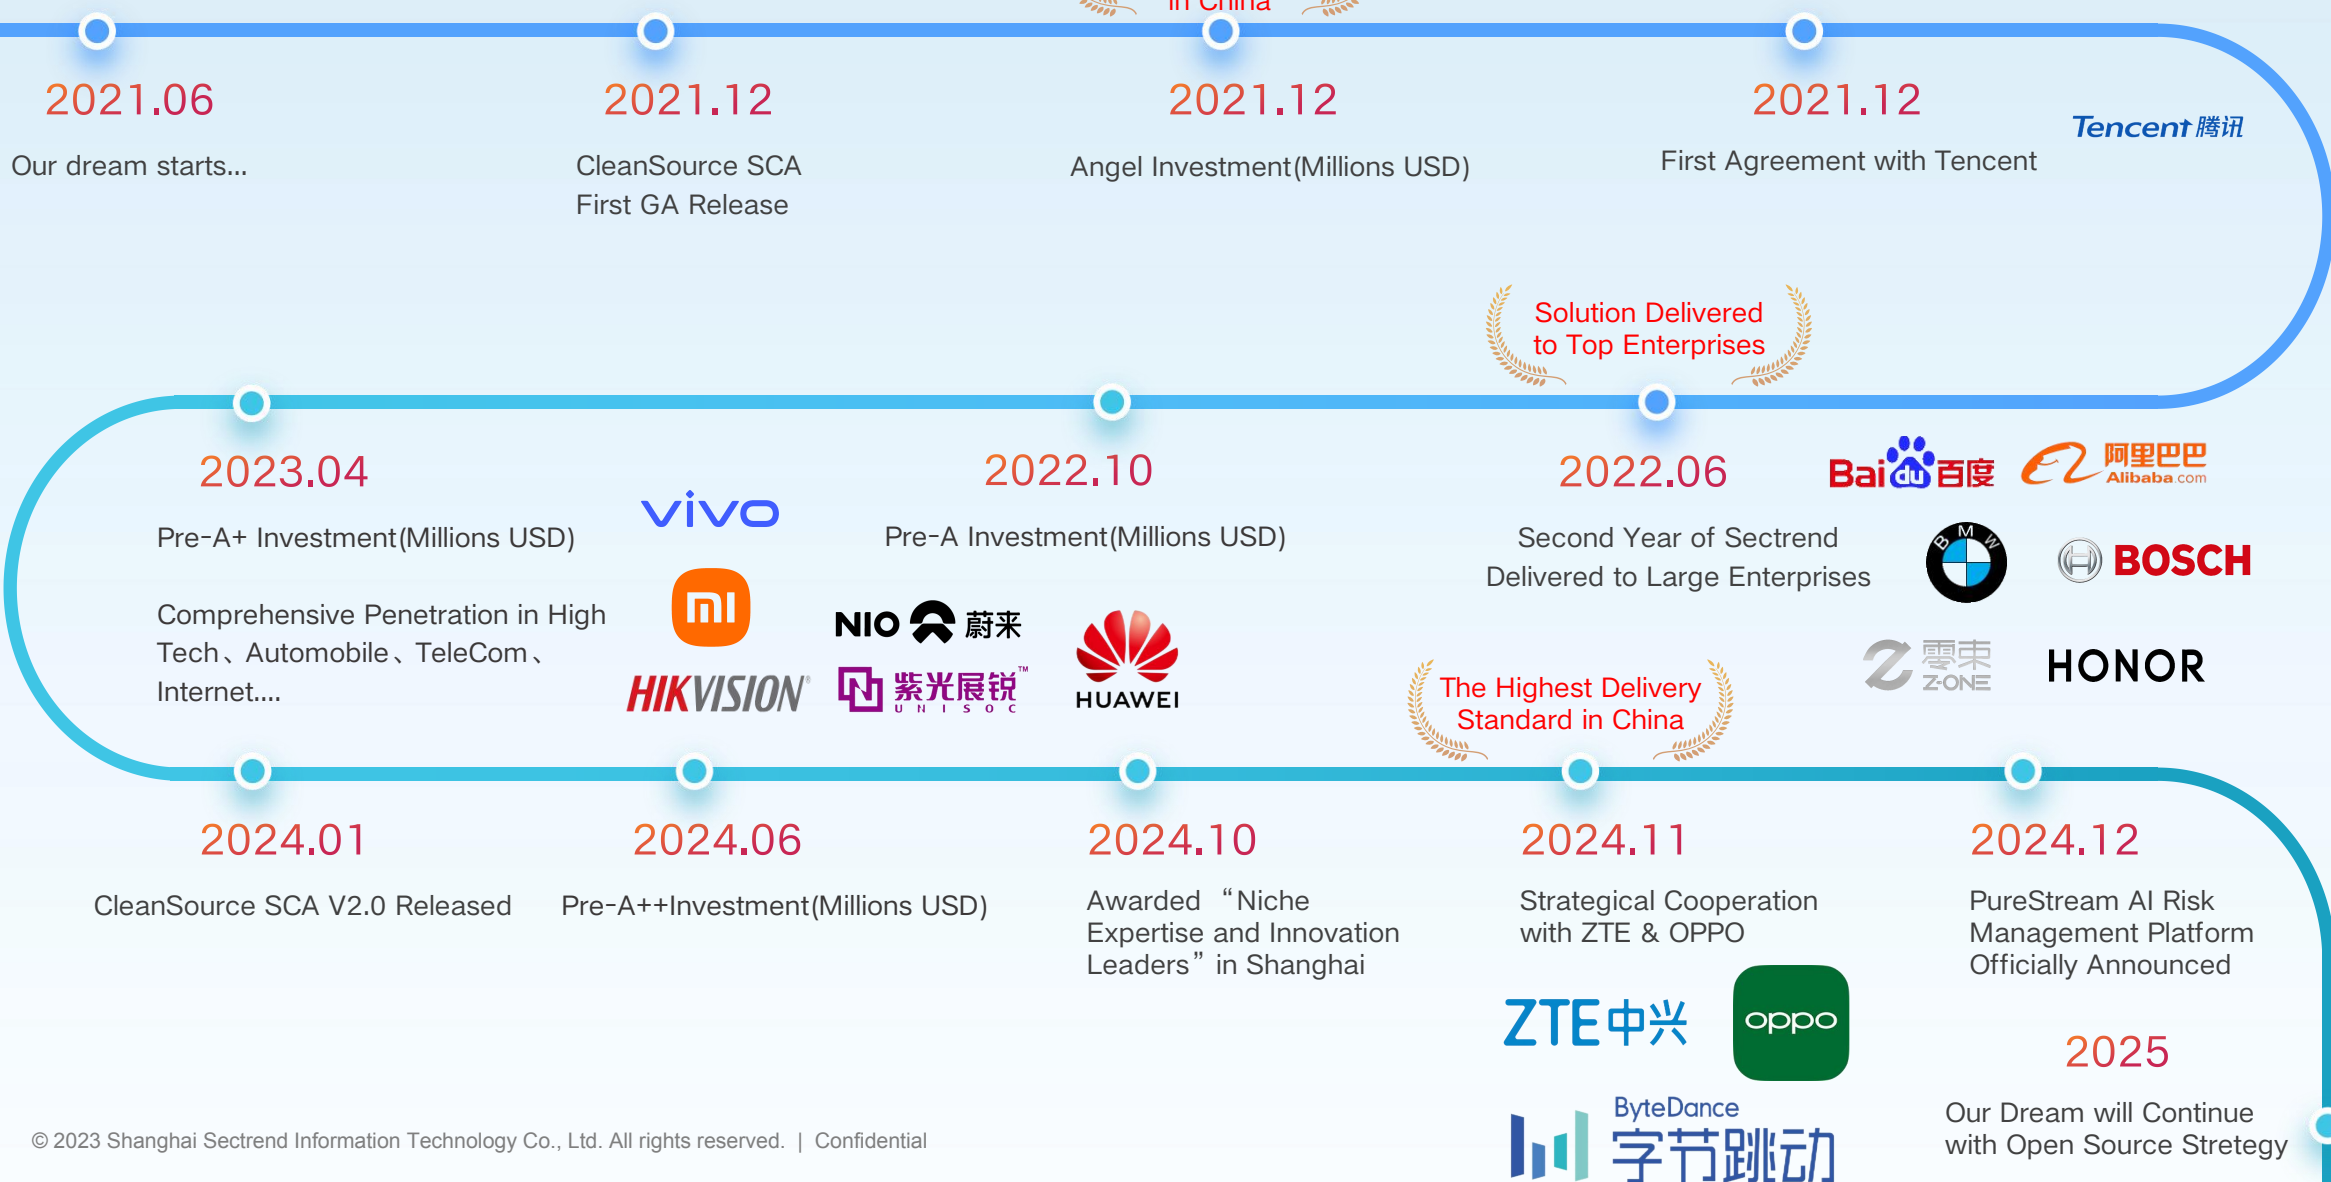 in China
2021.06
Our dream starts...
2021.12
CleanSource SCA
First GA Release
2021.12
Angel Investment(Millions USD)
2021.12
First Agreement with Tencent
Tencent 腾讯
Solution Delivered
to Top Enterprises
2023.04
Pre-A+ Investment(Millions USD)
Comprehensive Penetration in High
Tech、Automobile、TeleCom、
Internet....
vivo
mi
HIKVISION®
2022.10
Pre-A Investment(Millions USD)
NIO 蔚来
紫光展锐™
UNISOC
HUAWEI
2022.06
Second Year of Sectrend
Delivered to Large Enterprises
Bai du 百度
阿里巴巴
Alibaba.com
BMW
BOSCH
零束
Z-ONE
HONOR
The Highest Delivery
Standard in China
2024.01
CleanSource SCA V2.0 Released
2024.06
Pre-A++Investment(Millions USD)
2024.10
Awarded “Niche
Expertise and Innovation
Leaders” in Shanghai
2024.11
Strategical Cooperation
with ZTE & OPPO
ZTE中兴
oppo
ByteDance
字节跳动
2024.12
PureStream AI Risk
Management Platform
Officially Announced
2025
Our Dream will Continue
with Open Source Stretegy
© 2023 Shanghai Sectrend Information Technology Co., Ltd. All rights reserved. | Confidential